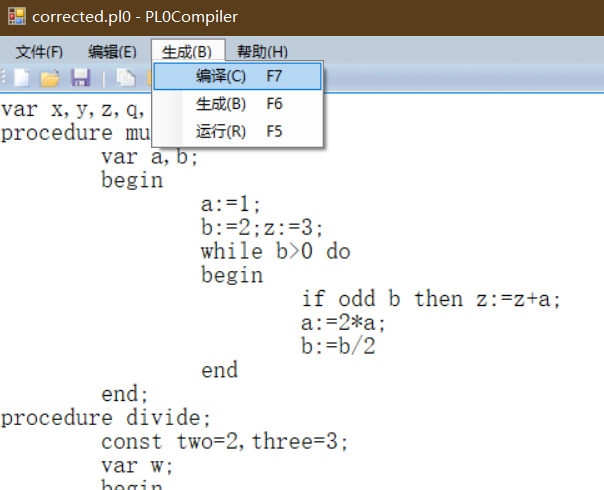 corrected.pl0 - PL0Compiler
文件(F) 编辑(E) 生成(B) 帮助(H)
编译(C) F7
生成(B) F6
运行(R) F5
var x,y,z,q,
procedure mu
var a,b;
begin
a:=1;
b:=2;z:=3;
while b>0 do
begin
if odd b then z:=z+a;
a:=2*a;
b:=b/2
end
end;
procedure divide;
const two=2,three=3;
var w;
begin